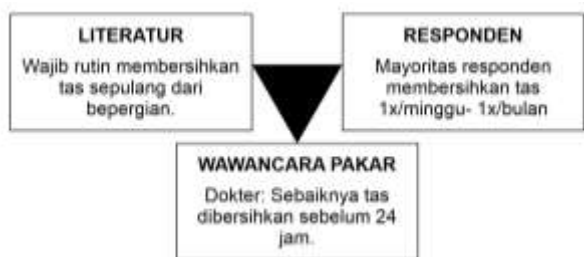 LITERATUR
Wajib rutin membersihkan
tas sepulang dari
bepergian.
RESPONDEN
Mayoritas responden
membersihkan tas
1x/minggu- 1x/bulan
WAWANCARA PAKAR
Dokter: Sebaiknya tas
dibersihkan sebelum 24
jam.